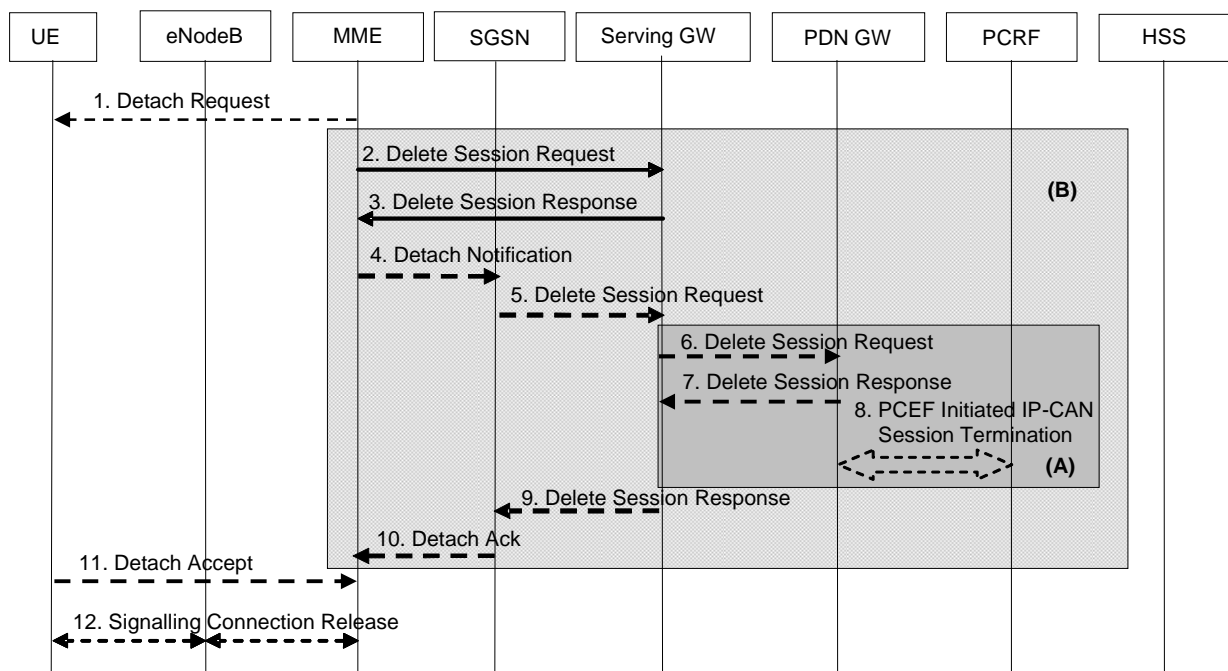 UE
eNodeB
MME
SGSN
Serving GW
PDN GW
PCRF
HSS
1. Detach Request
2. Delete Session Request
(B)
3. Delete Session Response
4. Detach Notification
5. Delete Session Request
6. Delete Session Request
7. Delete Session Response
8. PCEF Initiated IP-CAN
Session Termination
(A)
9. Delete Session Response
10. Detach Ack
11. Detach Accept
12. Signalling Connection Release